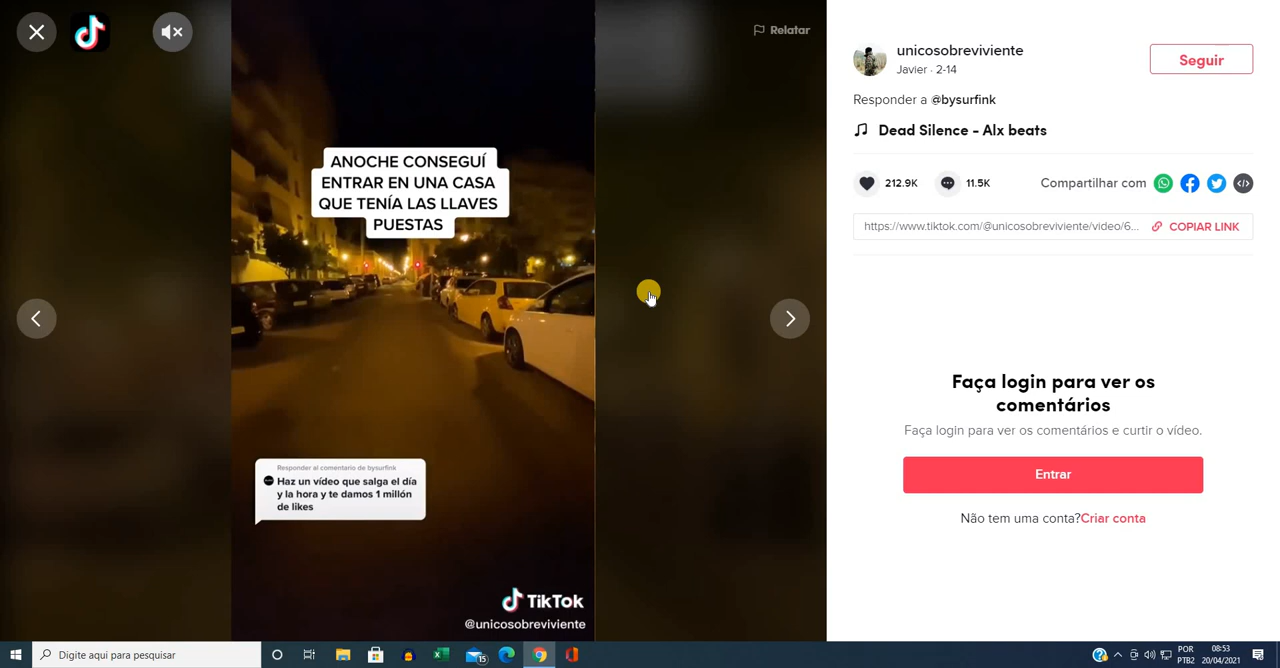 Relatar
ANOCHE CONSEGUÍ
ENTRAR EN UNA CASA
QUE TENÍA LAS LLAVES
PUESTAS
Responder al comentario de bysurfink
Haz un vídeo que salga el día
y la hora y te damos 1 millón
de likes
TikTok
@unicosobreviviente
unicosobreviviente
Javier · 2-14
Seguir
Responder a @bysurfink
Dead Silence - Alx beats
212.9K
11.5K
Compartilhar com
https://www.tiktok.com/@unicosobreviviente/video/6...
COPIAR LINK
Faça login para ver os
comentários
Faça login para ver os comentários e curtir o vídeo.
Entrar
Não tem uma conta?Criar conta
Digite aqui para pesquisar
15
POR
PTB2
08:53
20/04/2021